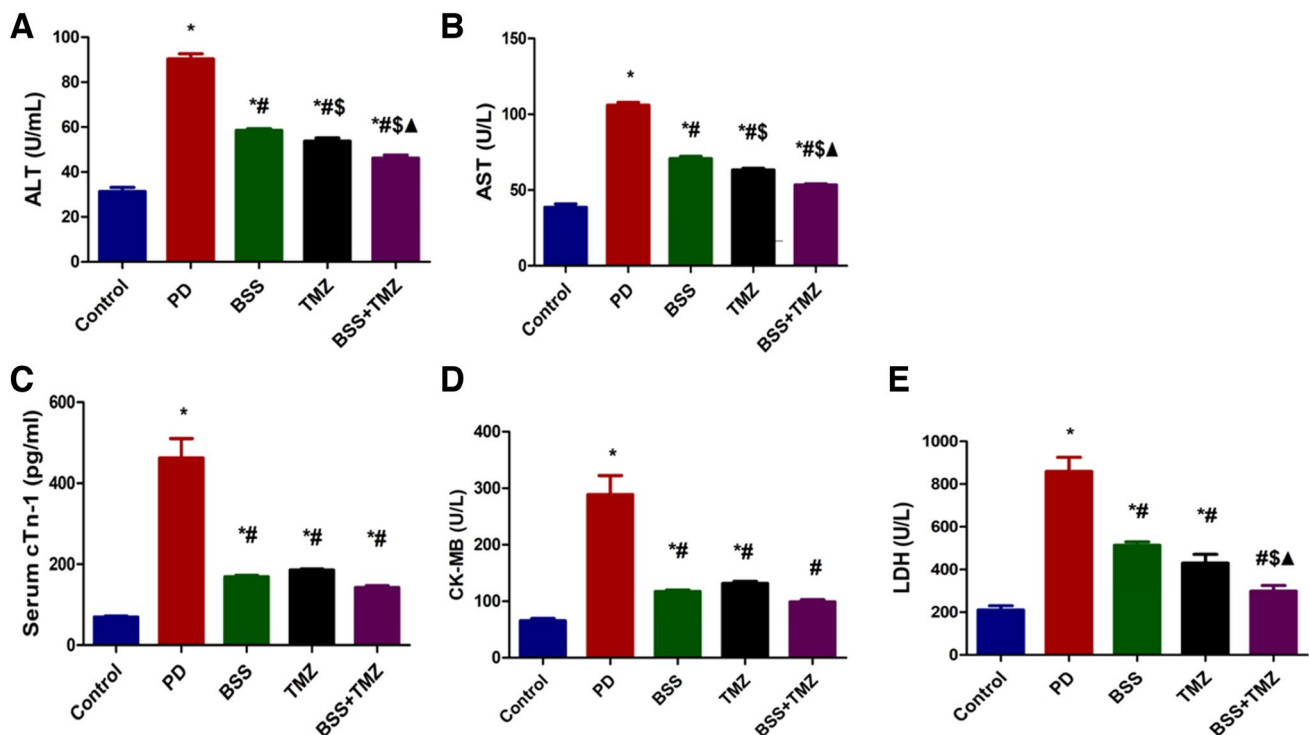 A
ALT (U/mL)
100
80
60
40
20
0
*
*#
*#$
*#$▲
Control
PD
BSS
TMZ
BSS+TMZ
B
AST (U/L)
150
100
50
0
*
*#
*#$
*#$▲
Control
PD
BSS
TMZ
BSS+TMZ
C
Serum cTn-1 (pg/ml)
600
400
200
0
*
*#
*#
*#
Control
PD
BSS
TMZ
BSS+TMZ
D
CK-MB (U/L)
400
300
200
100
0
*
*#
*#
#
Control
PD
BSS
TMZ
BSS+TMZ
E
LDH (U/L)
1000
800
600
400
200
0
*
*#
*#
#$▲
Control
PD
BSS
TMZ
BSS+TMZ